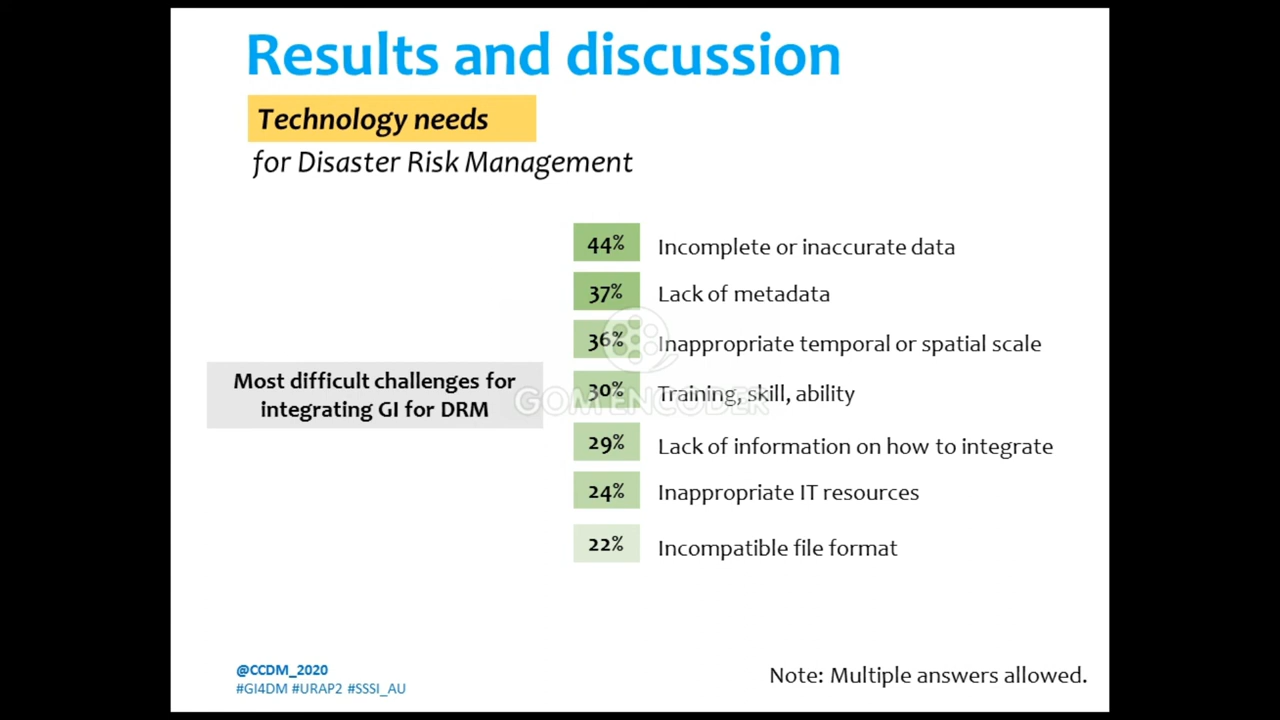 Results and discussion
Technology needs
for Disaster Risk Management
44% Incomplete or inaccurate data
37% Lack of metadata
36% Inappropriate temporal or spatial scale
Most difficult challenges for
integrating GI for DRM
30% Training, skill, ability
29% Lack of information on how to integrate
24% Inappropriate IT resources
22% Incompatible file format
GOM ENCODER
@CCDM_2020
#GI4DM #URAP2 #SSSI_AU
Note: Multiple answers allowed.